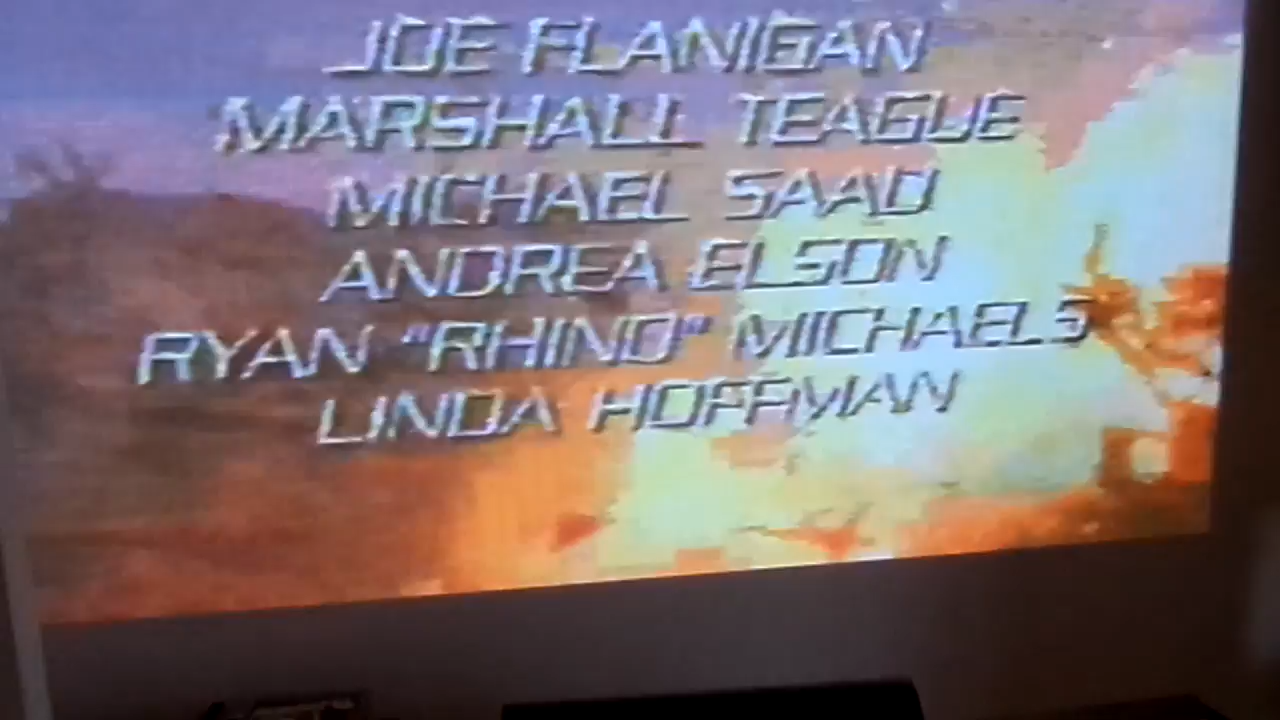 JOE FLANIGAN
MARSHALL TEAGUE
MICHAEL SAAD
ANDREA ELSON
RYAN "RHINO" MICHAELS
LINDA HOFFMAN